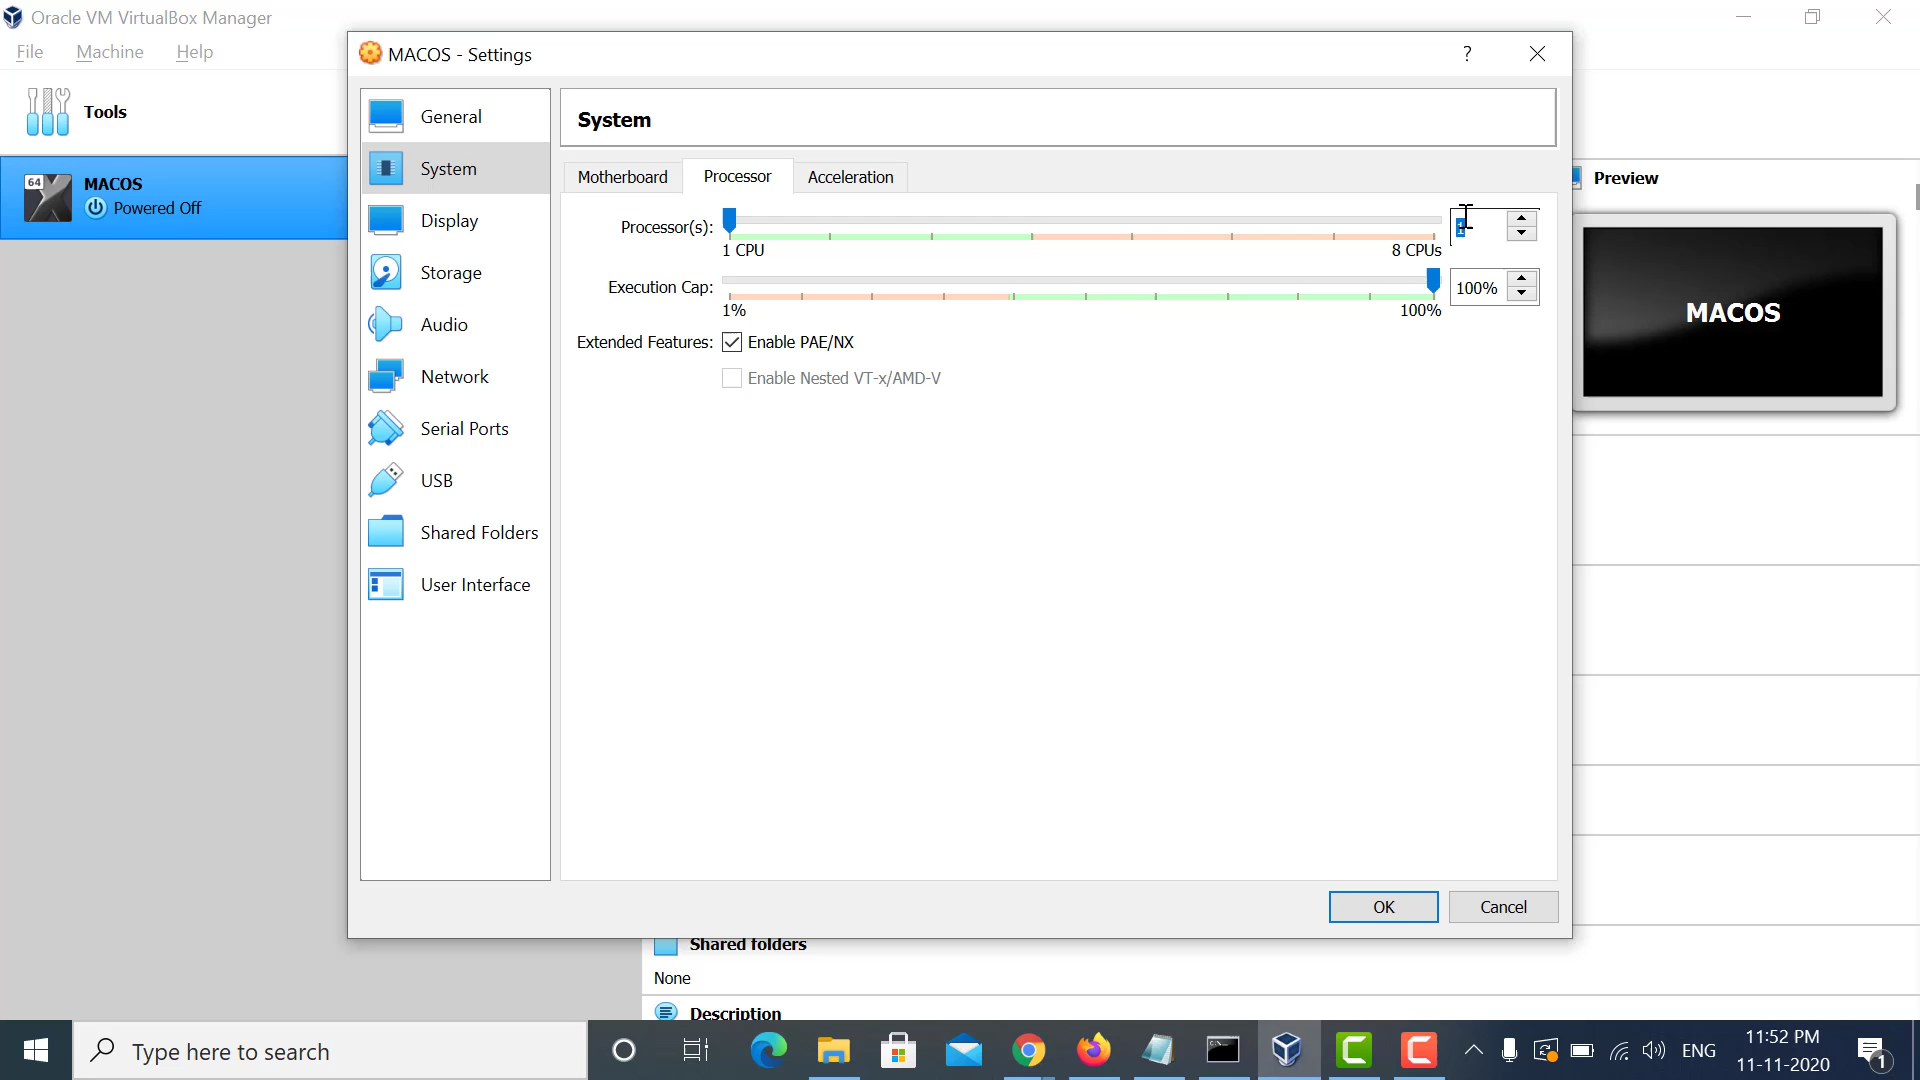 Oracle VM VirtualBox Manager
File Machine Help
Tools
64
MACOS
Powered Off
MACOS - Settings
?
General
System
Display
Storage
Audio
Network
Serial Ports
USB
Shared Folders
User Interface
System
Motherboard Processor Acceleration
Processor(s):
1
1 CPU 8 CPUs
Execution Cap:
100%
1% 100%
Extended Features: Enable PAE/NX
Enable Nested VT-x/AMD-V
OK Cancel
Preview
MACOS
Shared folders
None
Description
Type here to search
ENG
11:52 PM
11-11-2020
1